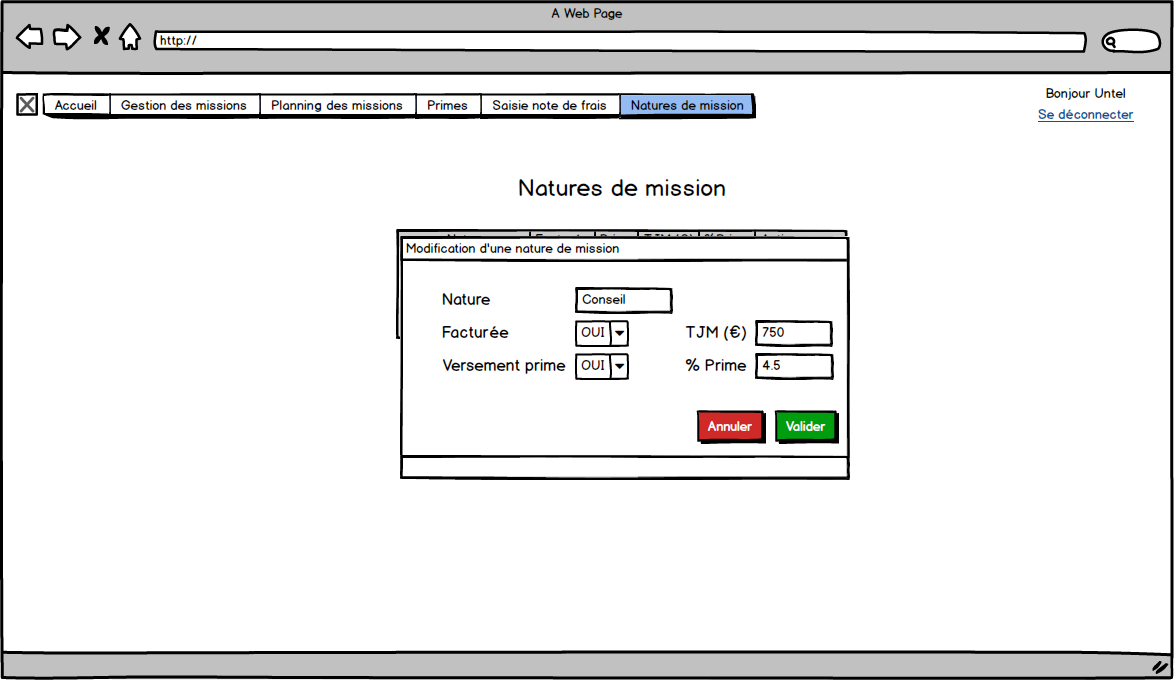 A Web Page
http://
Accueil Gestion des missions Planning des missions Primes Saisie note de frais Natures de mission
Bonjour Untel
Se déconnecter
Natures de mission
Modification d'une nature de mission
Nature Conseil
Facturée OUI TJM (€) 750
Versement prime OUI % Prime 4.5
Annuler Valider